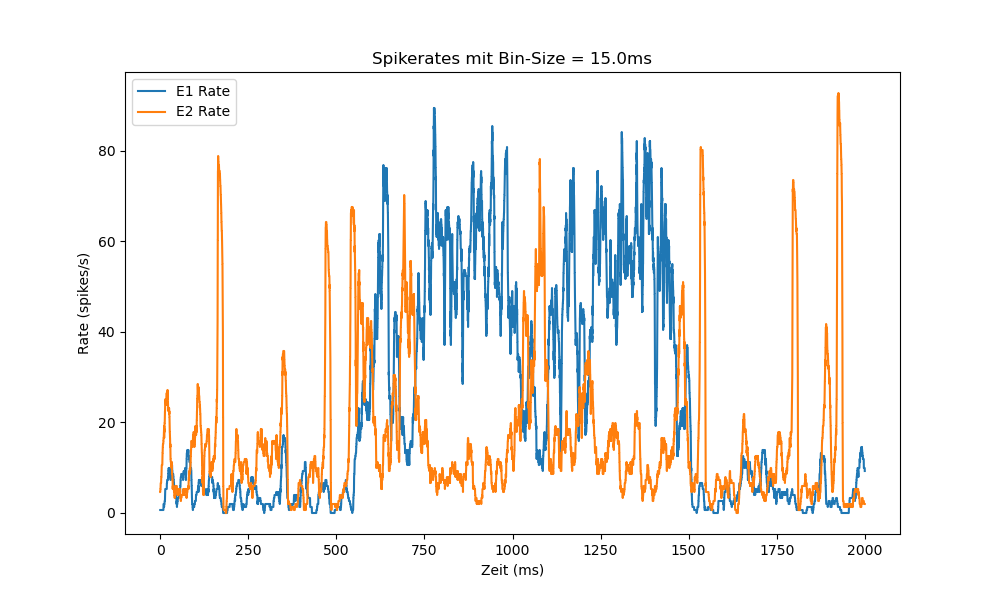 Spikerates mit Bin-Size = 15.0ms
E1 Rate
E2 Rate
Rate (spikes/s)
80
60
40
20
0
0 250 500 750 1000 1250 1500 1750 2000
Zeit (ms)